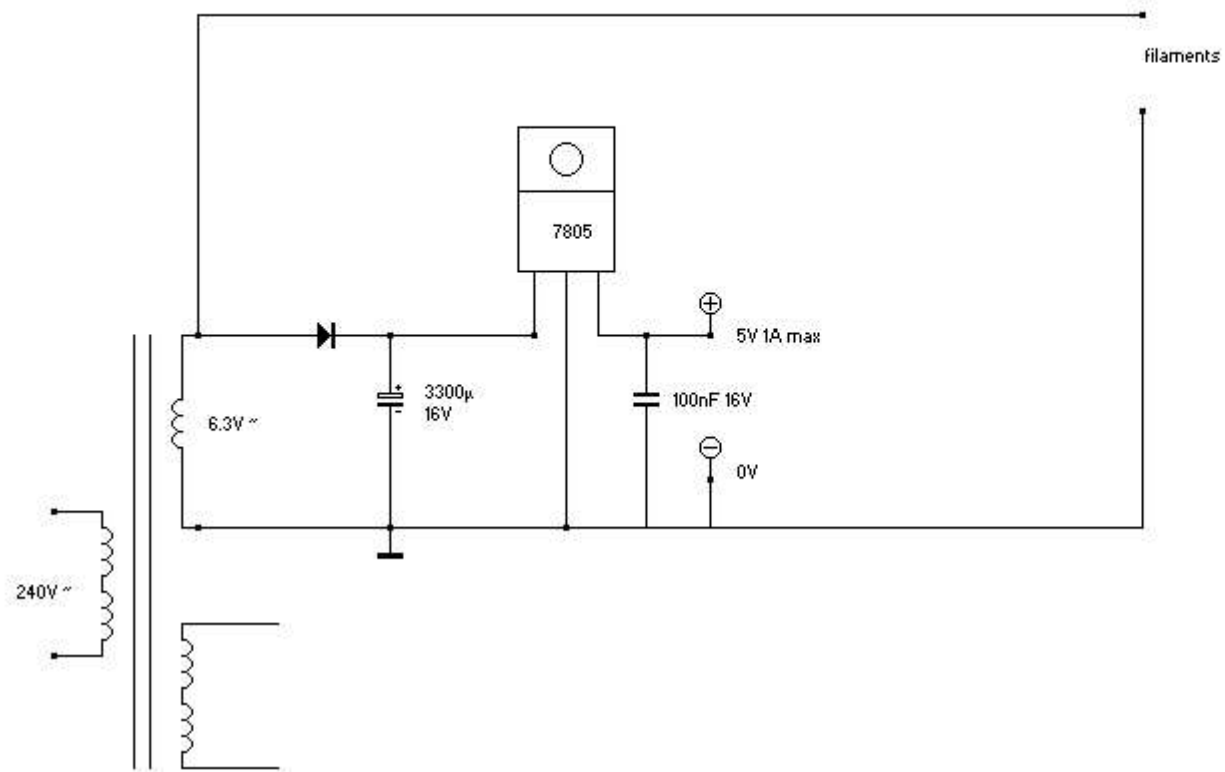 filaments
7805
5V 1A max
3300µ
16V
100nF 16V
6.3V ~
0V
240V ~